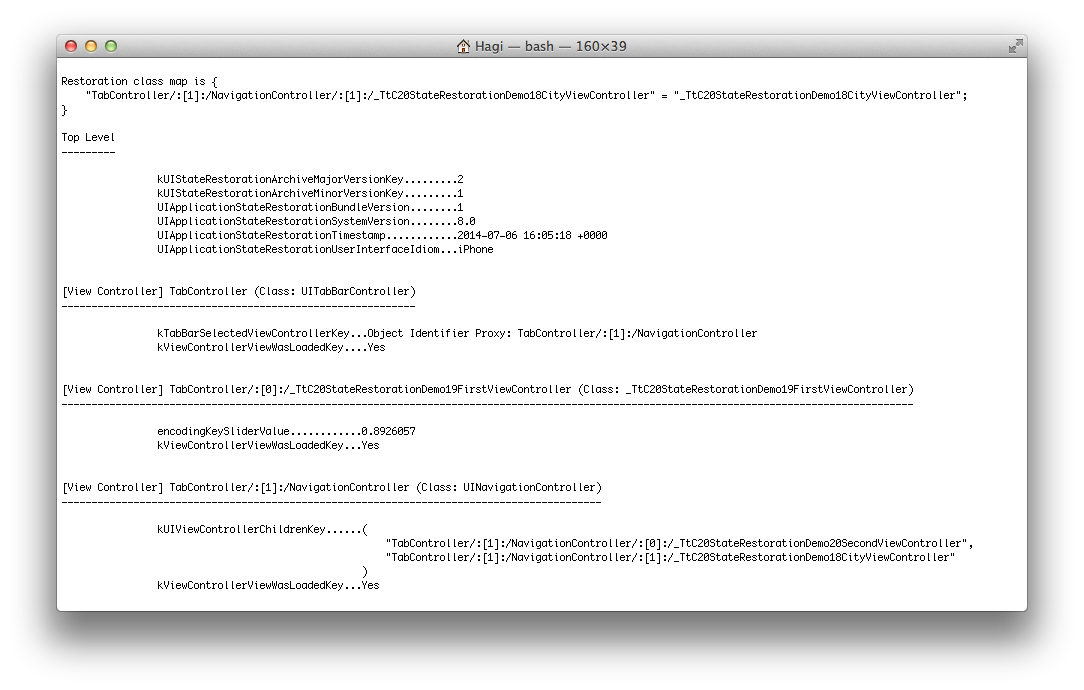 Hagi — bash — 160×39
Restoration class map is {
"TabController/:[1]:/NavigationController/:[1]:/_TtC20StateRestorationDemo18CityViewController" = "_TtC20StateRestorationDemo18CityViewController";
}
Top Level
---------
kUIStateRestorationArchiveMajorVersionKey.........2
kUIStateRestorationArchiveMinorVersionKey.........1
UIApplicationStateRestorationBundleVersion........1
UIApplicationStateRestorationSystemVersion........8.0
UIApplicationStateRestorationTimestamp............2014-07-06 16:05:18 +0000
UIApplicationStateRestorationUserInterfaceIdiom...iPhone
[View Controller] TabController (Class: UITabBarController)
-----------------------------------------------------------
kTabBarSelectedViewControllerKey...Object Identifier Proxy: TabController/:[1]:/NavigationController
kViewControllerViewWasLoadedKey....Yes
[View Controller] TabController/:[0]:/_TtC20StateRestorationDemo19FirstViewController (Class: _TtC20StateRestorationDemo19FirstViewController)
----------------------------------------------------------------------------------------------------------------------------------------------
encodingKeySliderValue............0.8926057
kViewControllerViewWasLoadedKey...Yes
[View Controller] TabController/:[1]:/NavigationController (Class: UINavigationController)
------------------------------------------------------------------------------------------
kUIViewControllerChildrenKey......(
"TabController/:[1]:/NavigationController/:[0]:/_TtC20StateRestorationDemo20SecondViewController",
"TabController/:[1]:/NavigationController/:[1]:/_TtC20StateRestorationDemo18CityViewController"
)
kViewControllerViewWasLoadedKey...Yes